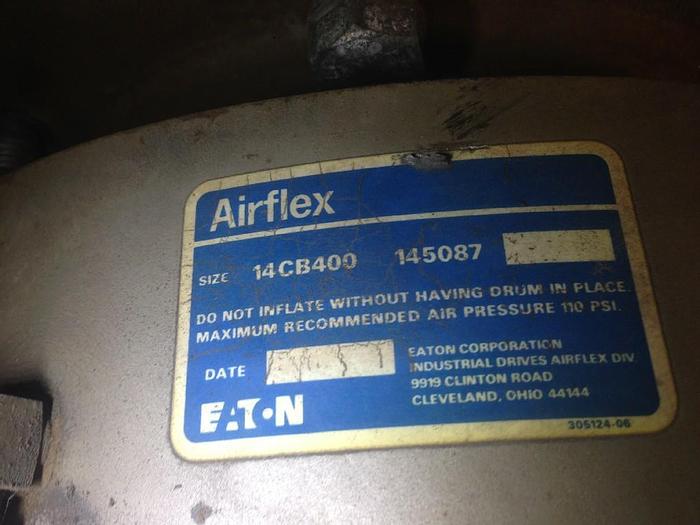 Airflex
SIZE 14CB400 145087
DO NOT INFLATE WITHOUT HAVING DRUM IN PLACE.
MAXIMUM RECOMMENDED AIR PRESSURE 110 PSI.
DATE
EATON CORPORATION
INDUSTRIAL DRIVES AIRFLEX DIV
9919 CLINTON ROAD
CLEVELAND, OHIO 44144
EATON
305124-06